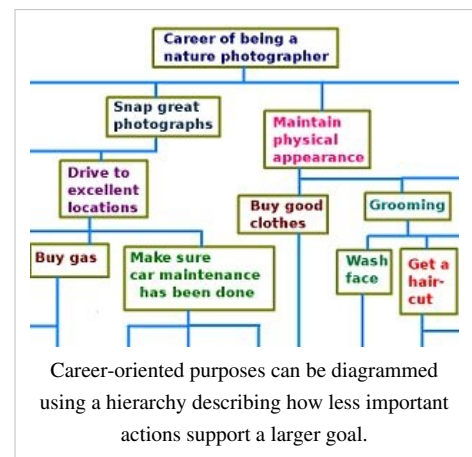 Career of being a
nature photographer
Snap great
photographs
Maintain
physical
appearance
Drive to
excellent
locations
Buy good
clothes
Grooming
Buy gas
Make sure
car maintenance
has been done
Wash
face
Get a
hair-
cut
Career-oriented purposes can be diagrammed
using a hierarchy describing how less important
actions support a larger goal.